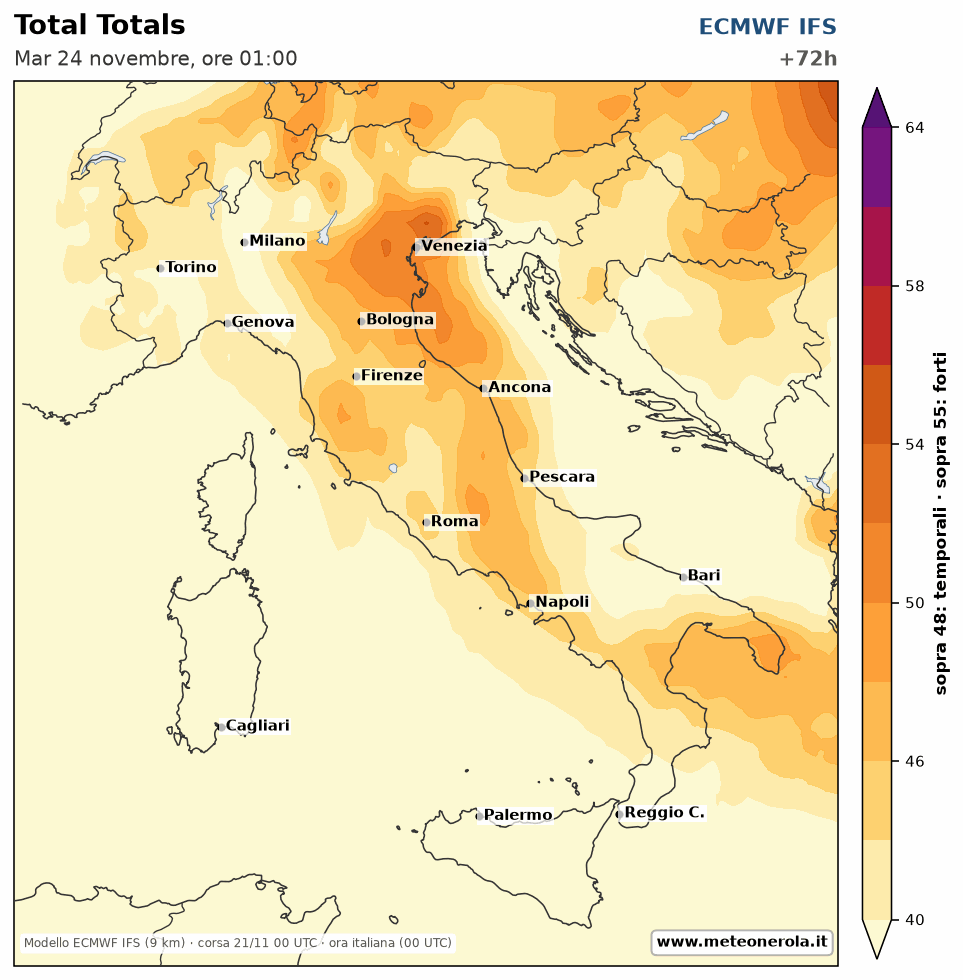 Total Totals
ECMWF IFS
Mar 24 novembre, ore 01:00
+72h
64
58
54
50
46
40
sopra 48: temporali · sopra 55: forti
Milano
Venezia
Torino
Genova
Bologna
Firenze
Ancona
Pescara
Roma
Bari
Napoli
Cagliari
Palermo
Reggio C.
Modello ECMWF IFS (9 km) · corsa 21/11 00 UTC · ora italiana (00 UTC)
www.meteonerola.it